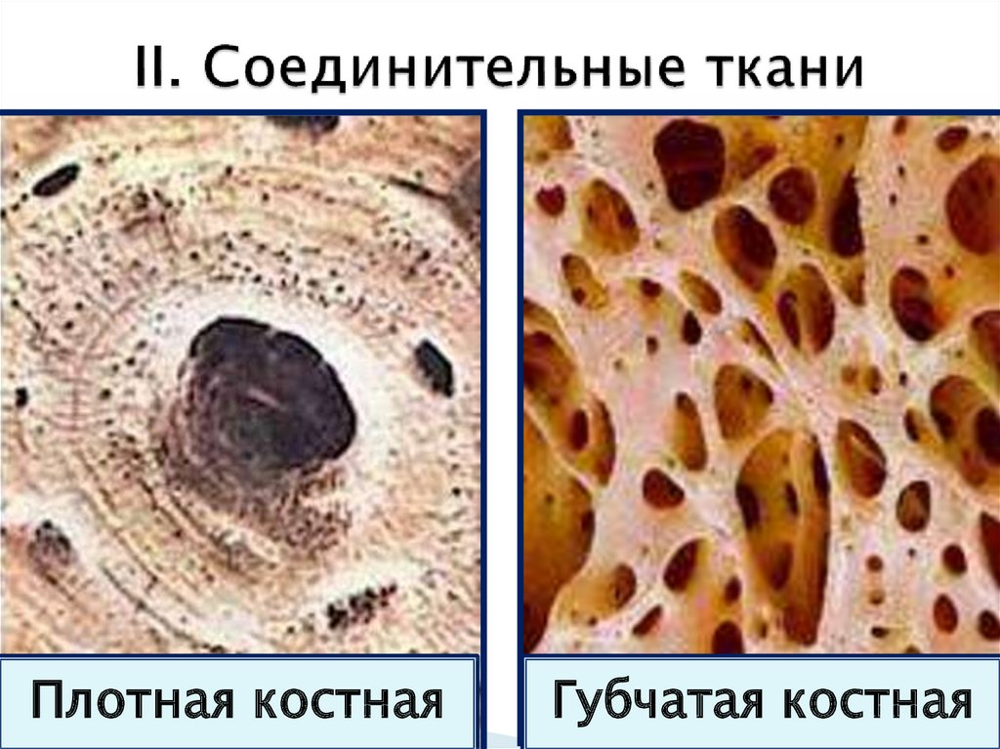 II. Соединительные ткани
Плотная костная
Губчатая костная